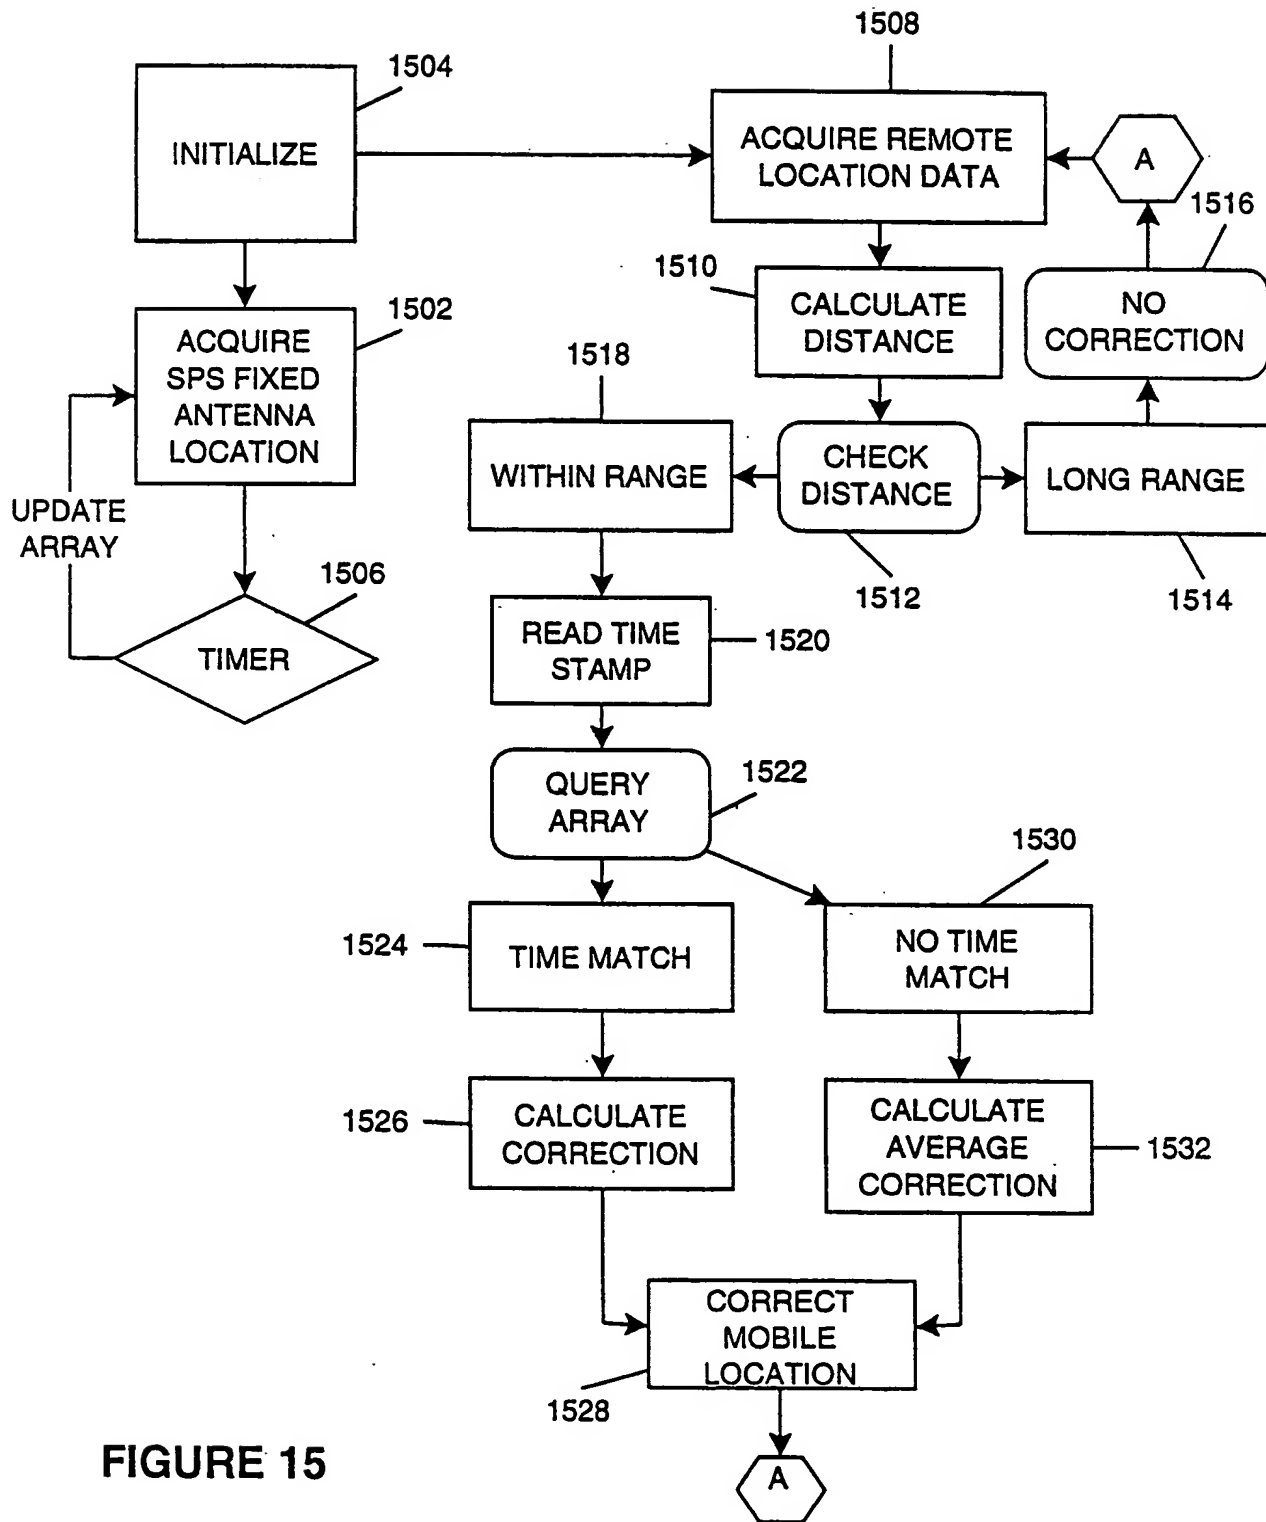 1508
1504
INITIALIZE
ACQUIRE REMOTE
LOCATION DATA
A
1516
1510
CALCULATE
DISTANCE
NO
CORRECTION
1502
ACQUIRE
SPS FIXED
ANTENNA
LOCATION
1518
WITHIN RANGE
CHECK
DISTANCE
LONG RANGE
UPDATE
ARRAY
1506
TIMER
1512
1514
READ TIME
STAMP
1520
QUERY
ARRAY
1522
1530
1524
TIME MATCH
NO TIME
MATCH
1526
CALCULATE
CORRECTION
CALCULATE
AVERAGE
CORRECTION
1532
CORRECT
MOBILE
LOCATION
1528
A
FIGURE 15